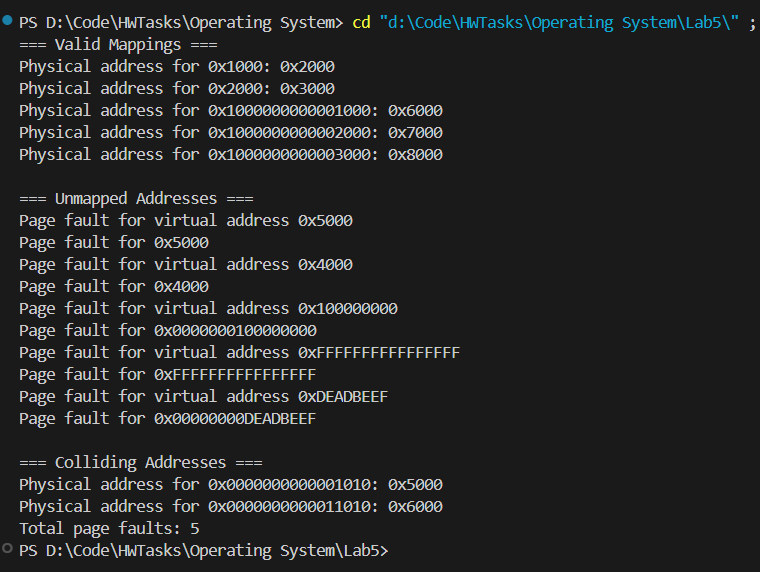 PS D:\Code\HWTasks\Operating System> cd "d:\Code\HWTasks\Operating System\Lab5\" ;
=== Valid Mappings ===
Physical address for 0x1000: 0x2000
Physical address for 0x2000: 0x3000
Physical address for 0x1000000000001000: 0x6000
Physical address for 0x1000000000002000: 0x7000
Physical address for 0x1000000000003000: 0x8000

=== Unmapped Addresses ===
Page fault for virtual address 0x5000
Page fault for 0x5000
Page fault for virtual address 0x4000
Page fault for 0x4000
Page fault for virtual address 0x100000000
Page fault for 0x0000000100000000
Page fault for virtual address 0xFFFFFFFFFFFFFFFF
Page fault for 0xFFFFFFFFFFFFFFFF
Page fault for virtual address 0xDEADBEEF
Page fault for 0x00000000DEADBEEF

=== Colliding Addresses ===
Physical address for 0x0000000000001010: 0x5000
Physical address for 0x0000000000011010: 0x6000
Total page faults: 5
PS D:\Code\HWTasks\Operating System\Lab5>